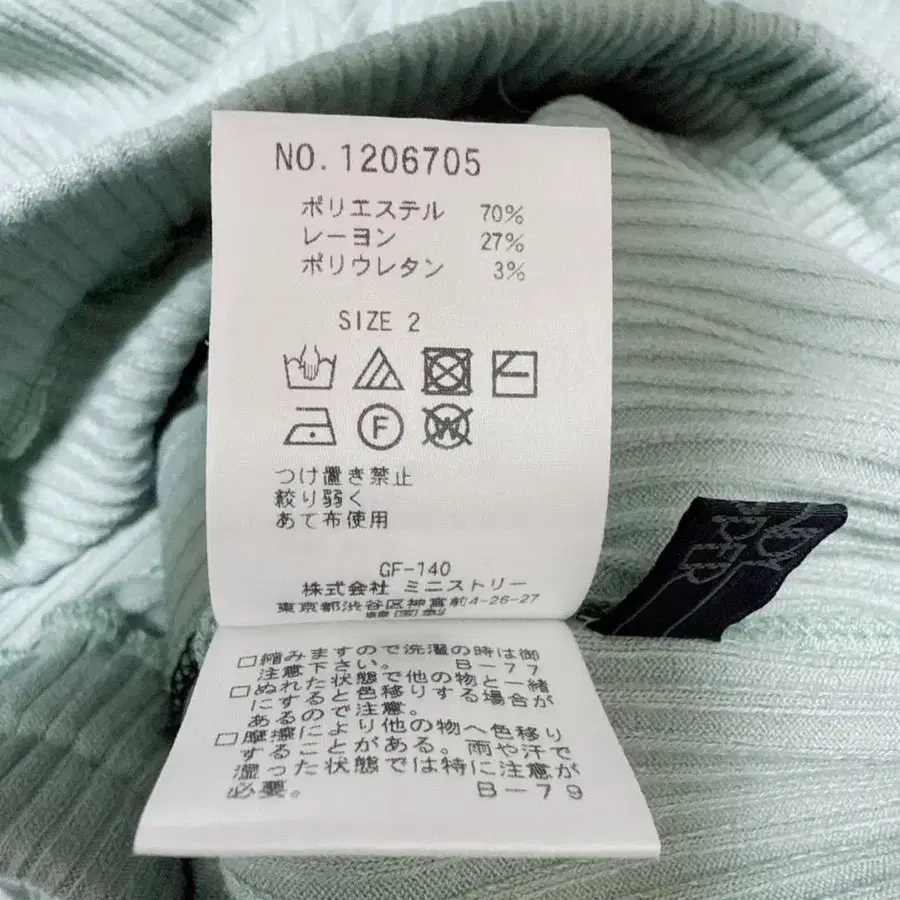 NO. 1206705
ポリエステル 70%
レーヨン 27%
ポリウレタン 3%
SIZE 2
F
W
つけ置き禁止
絞り弱く
あて布使用
GF-140
株式会社 ミニストリー
東京都渋谷区神宮前4-26-27
韓国製
□縮みますので洗濯の時は御
注意下さい。 B-77
□ぬれた状態で他の物と一緒
にすると色移りする場合が
あるので注意。
□摩擦により他の物へ色移り
することがある。雨や汗で
湿った状態では特に注意が
必要。 B-79